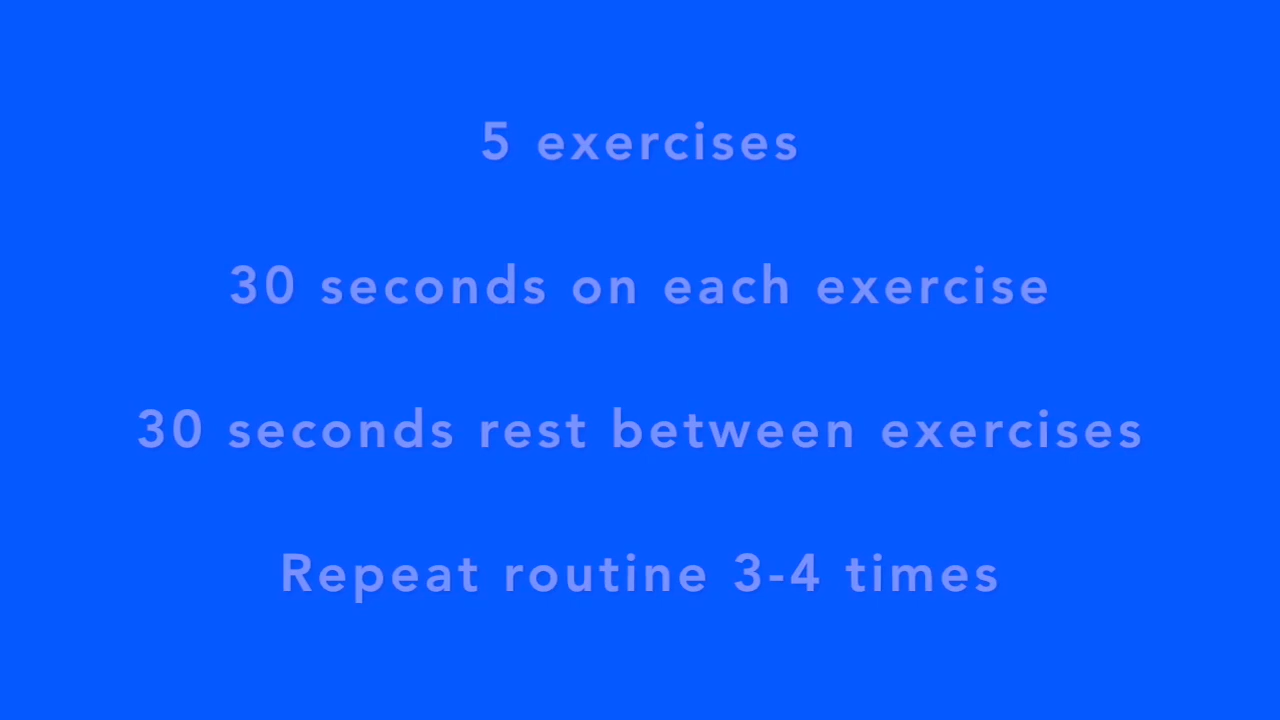 5 exercises
30 seconds on each exercise
30 seconds rest between exercises
Repeat routine 3-4 times